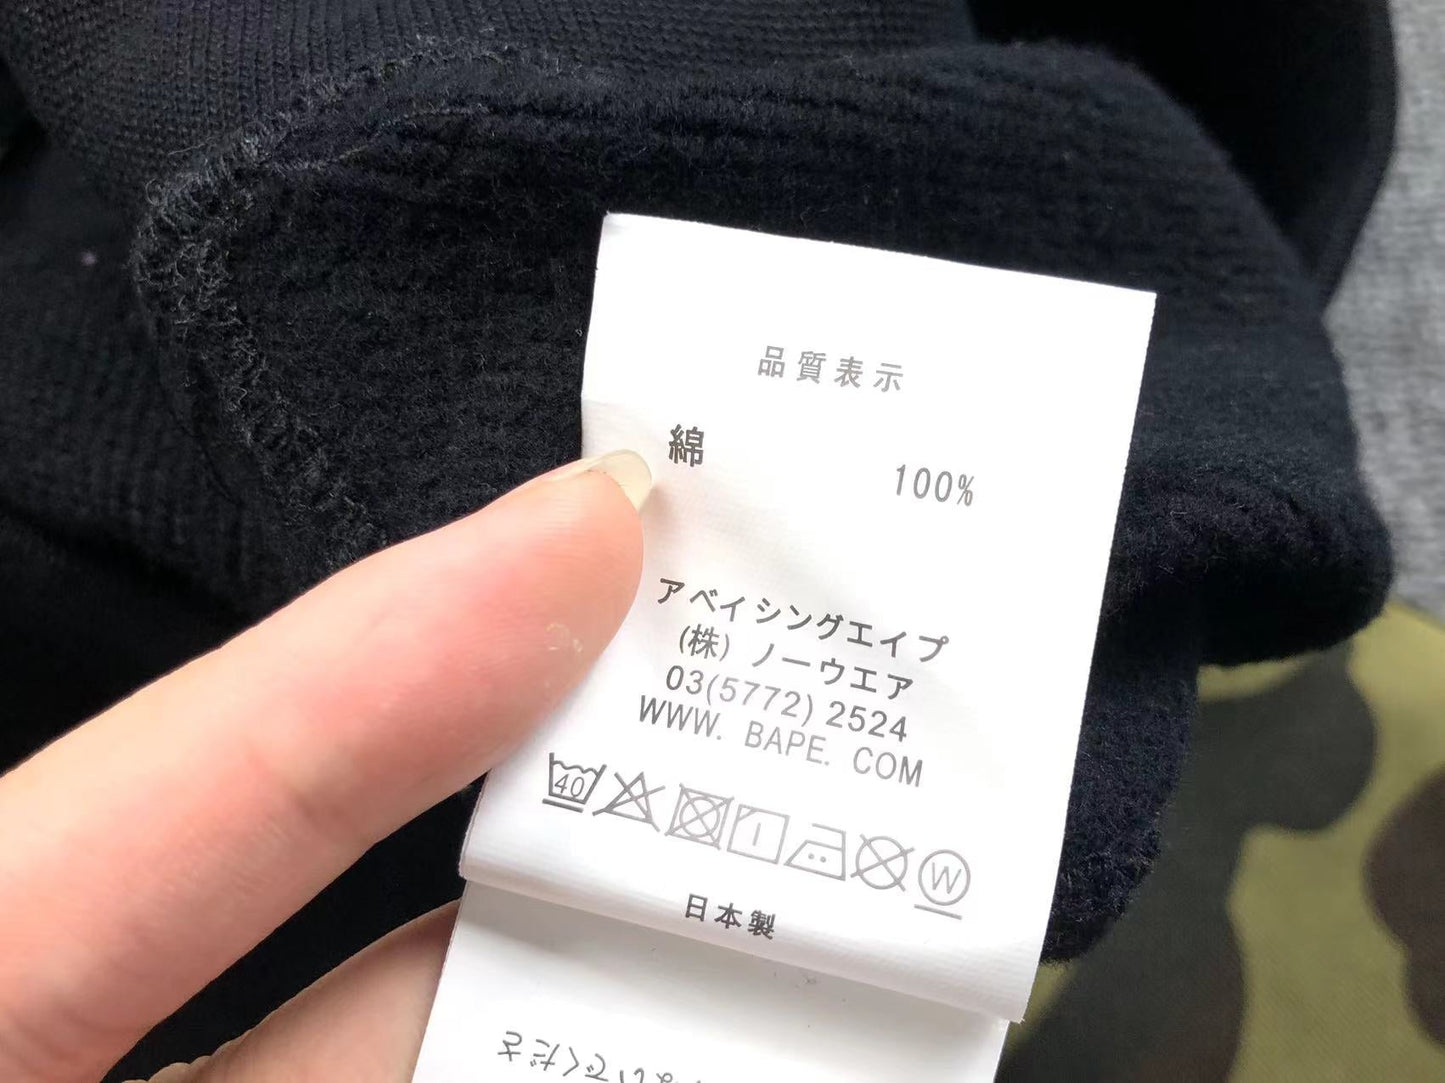 品質表示
綿 100%
アベイシングエイプ
(株) ノーウエア
03(5772)2524
WWW. BAPE. COM
40 W
日本製